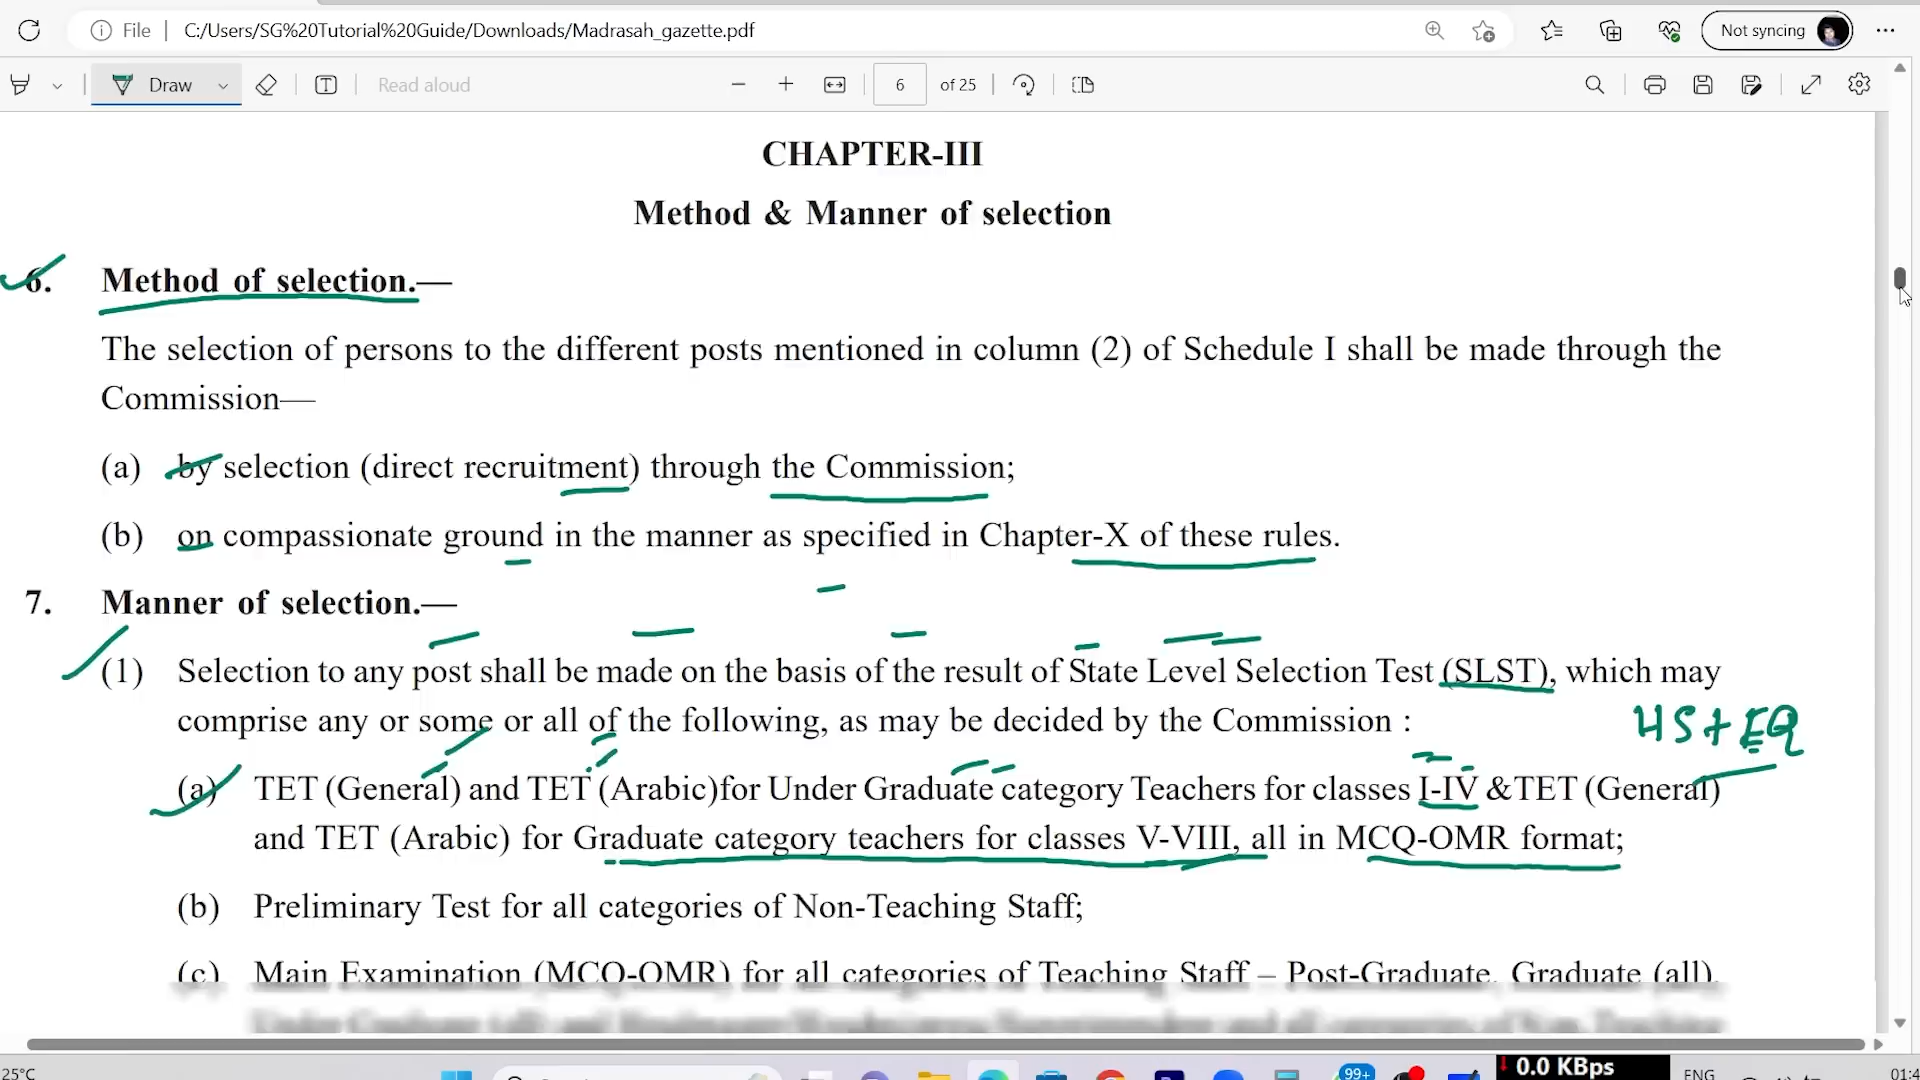 File C:/Users/SG%20Tutorial%20Guide/Downloads/Madrasah_gazette.pdf Not syncing
Draw Read aloud 6 of 25
CHAPTER-III
Method & Manner of selection
6. Method of selection.—
The selection of persons to the different posts mentioned in column (2) of Schedule I shall be made through the
Commission—
(a) by selection (direct recruitment) through the Commission;
(b) on compassionate ground in the manner as specified in Chapter-X of these rules.
7. Manner of selection.—
(1) Selection to any post shall be made on the basis of the result of State Level Selection Test (SLST), which may
comprise any or some or all of the following, as may be decided by the Commission :
HS+EQ
(a) TET (General) and TET (Arabic)for Under Graduate category Teachers for classes I-IV &TET (General)
and TET (Arabic) for Graduate category teachers for classes V-VIII, all in MCQ-OMR format;
(b) Preliminary Test for all categories of Non-Teaching Staff;
(c) Main Examination (MCQ-OMR) for all categories of Teaching Staff – Post-Graduate, Graduate (all),
25°C 99+ 0.0 KBps ENG 01:4